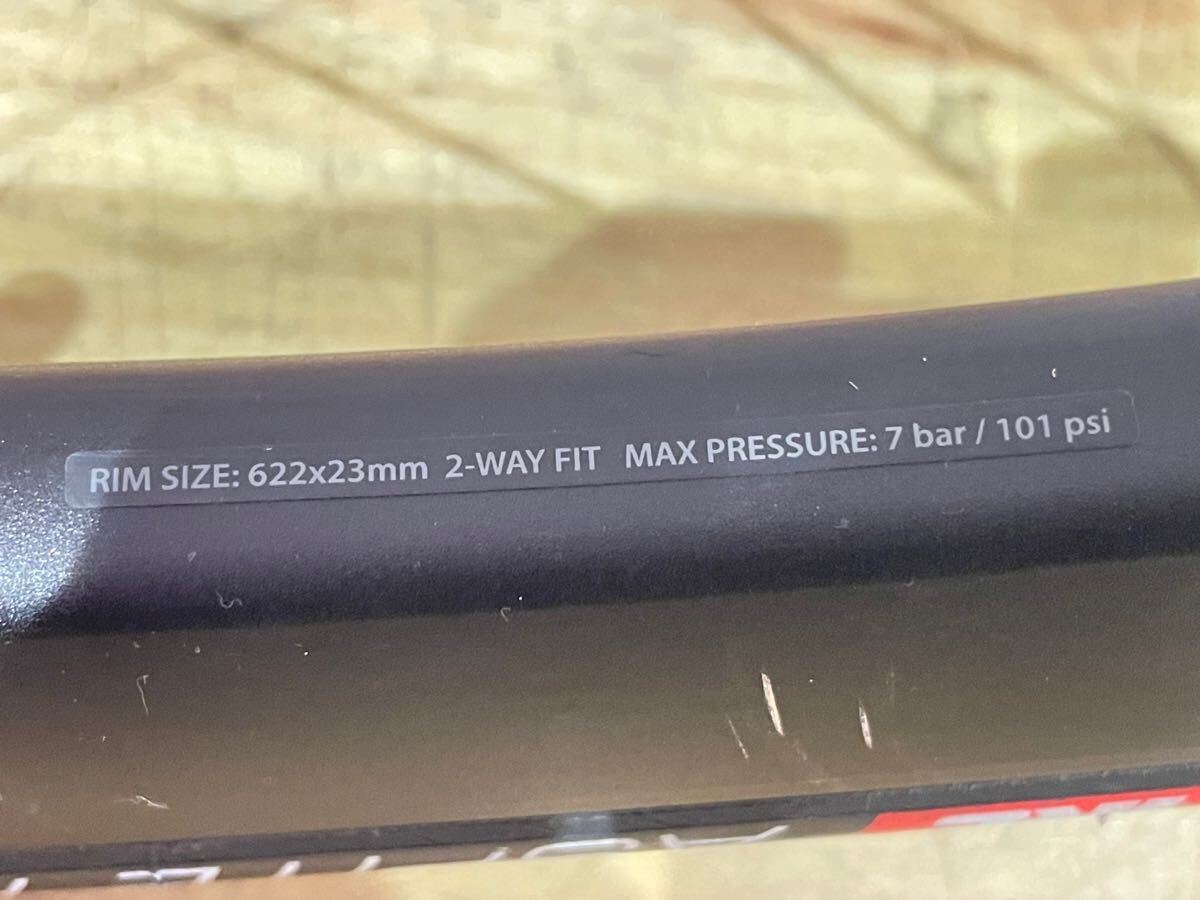 RIM SIZE: 622x23mm 2-WAY FIT MAX PRESSURE: 7 bar / 101 psi